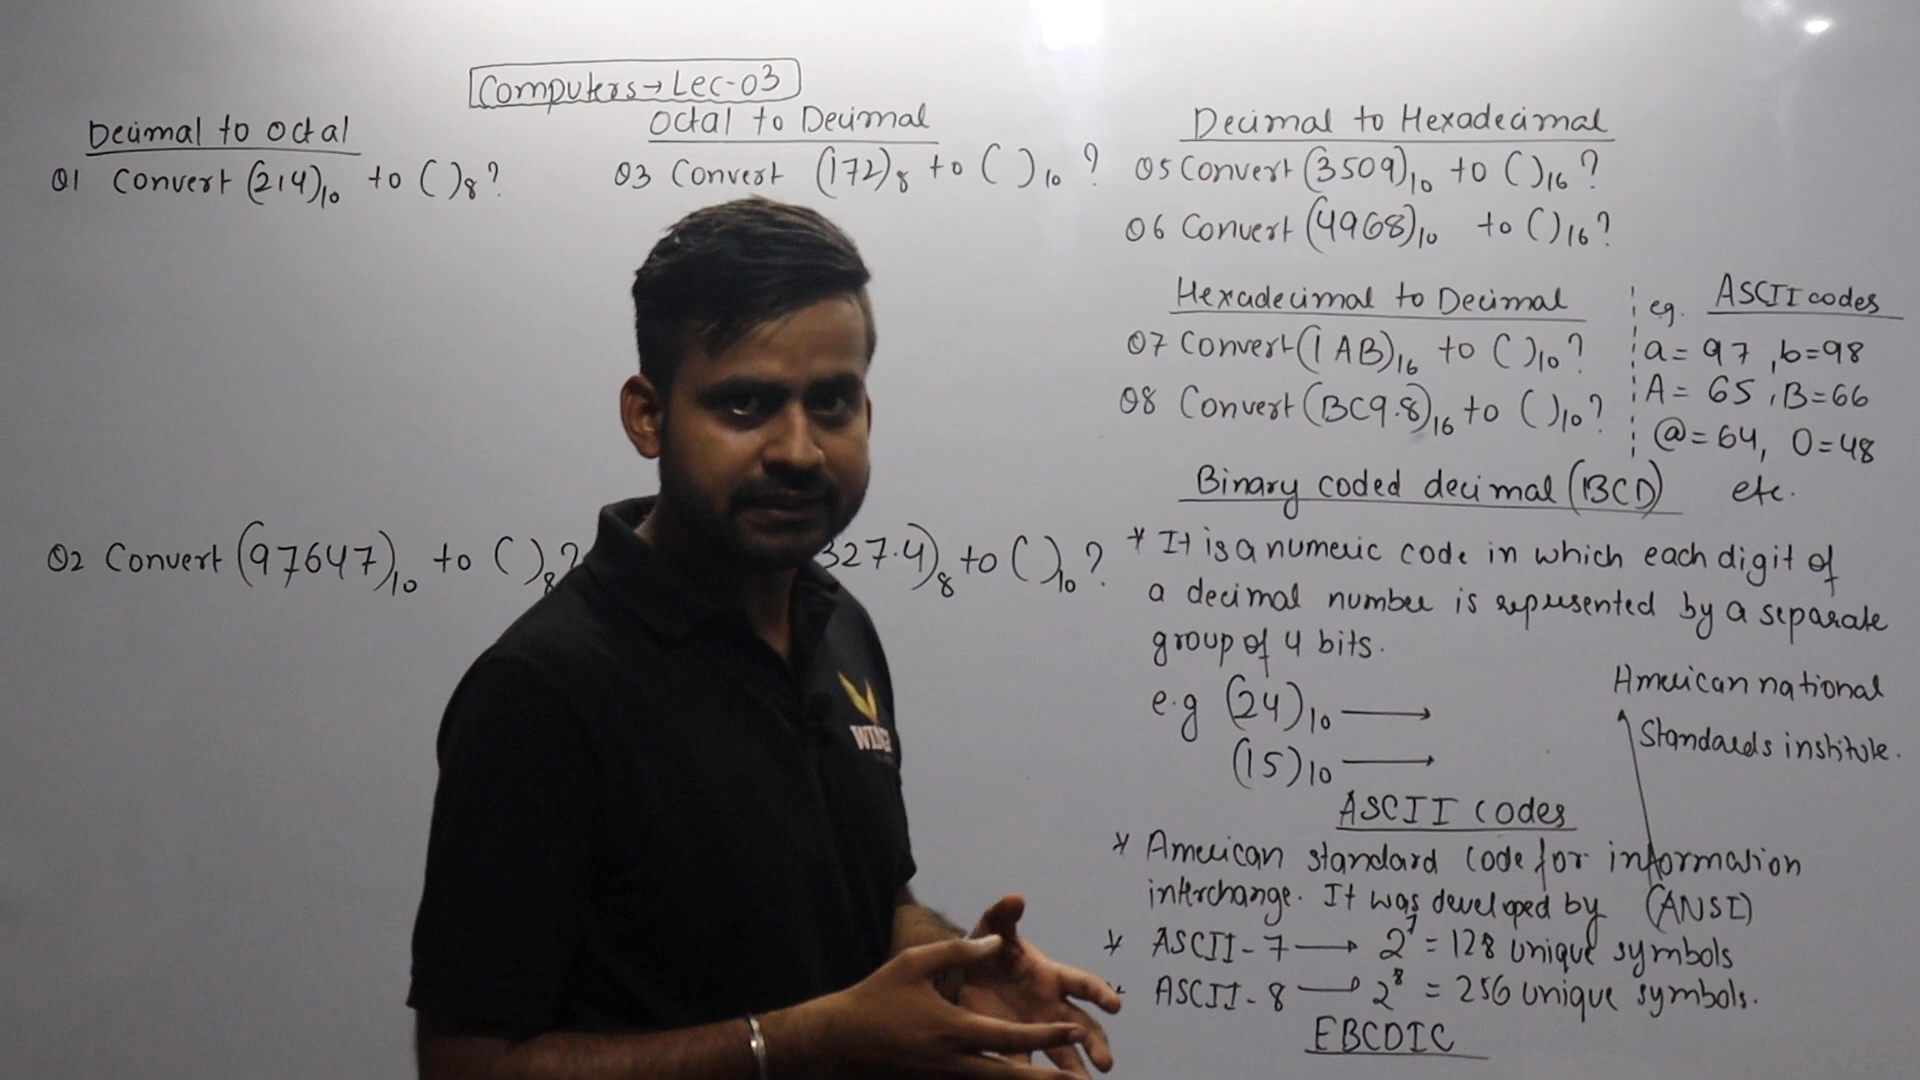 Computers → Lec-03
Decimal to Octal
Q1 Convert (214)₁₀ to ( )₈ ?
Q2 Convert (97647)₁₀ to ( )₈ ?
Octal to Decimal
Q3 Convert (172)₈ to ( )₁₀ ?
327.4)₈ to ( )₁₀ ?
Decimal to Hexadecimal
Q5 Convert (3509)₁₀ to ( )₁₆ ?
Q6 Convert (4968)₁₀ to ( )₁₆ ?
Hexadecimal to Decimal
Q7 Convert (1AB)₁₆ to ( )₁₀ ?
Q8 Convert (BC9.8)₁₆ to ( )₁₀ ?
eg. ASCII codes
a = 97, b = 98
A = 65, B = 66
@ = 64, 0 = 48
etc.
Binary coded decimal (BCD)
* It is a numeric code in which each digit of
a decimal number is represented by a separate
group of 4 bits.
e.g (24)₁₀ →
(15)₁₀ →
American national
Standards institute.
ASCII codes
* American standard code for information
interchange. It was developed by (ANSI)
* ASCII-7 → 2⁷ = 128 unique symbols
* ASCII-8 → 2⁸ = 256 unique symbols.
EBCDIC